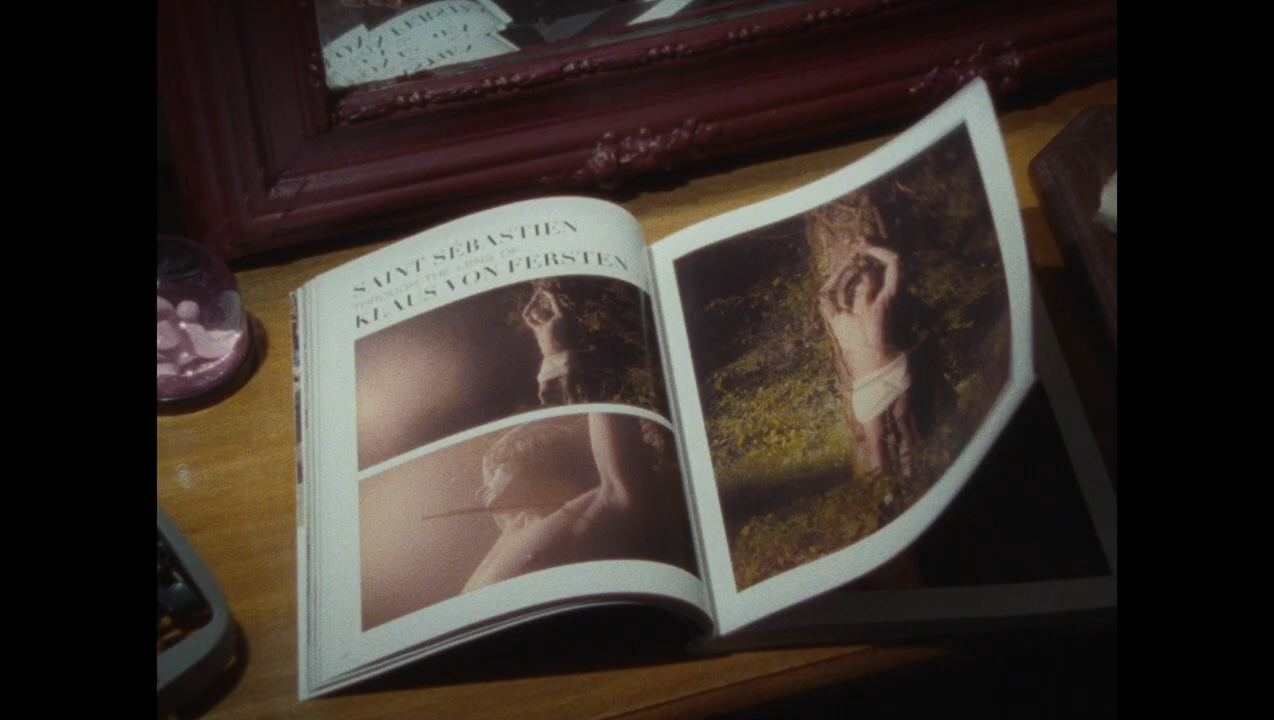 SAINT SÉBASTIEN
THROUGH THE LENS OF
KLAUS VON FERSTEN